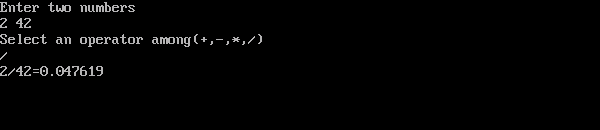 Enter two numbers
2 42
Select an operator among(+,-,*,/)
/
2/42=0.047619